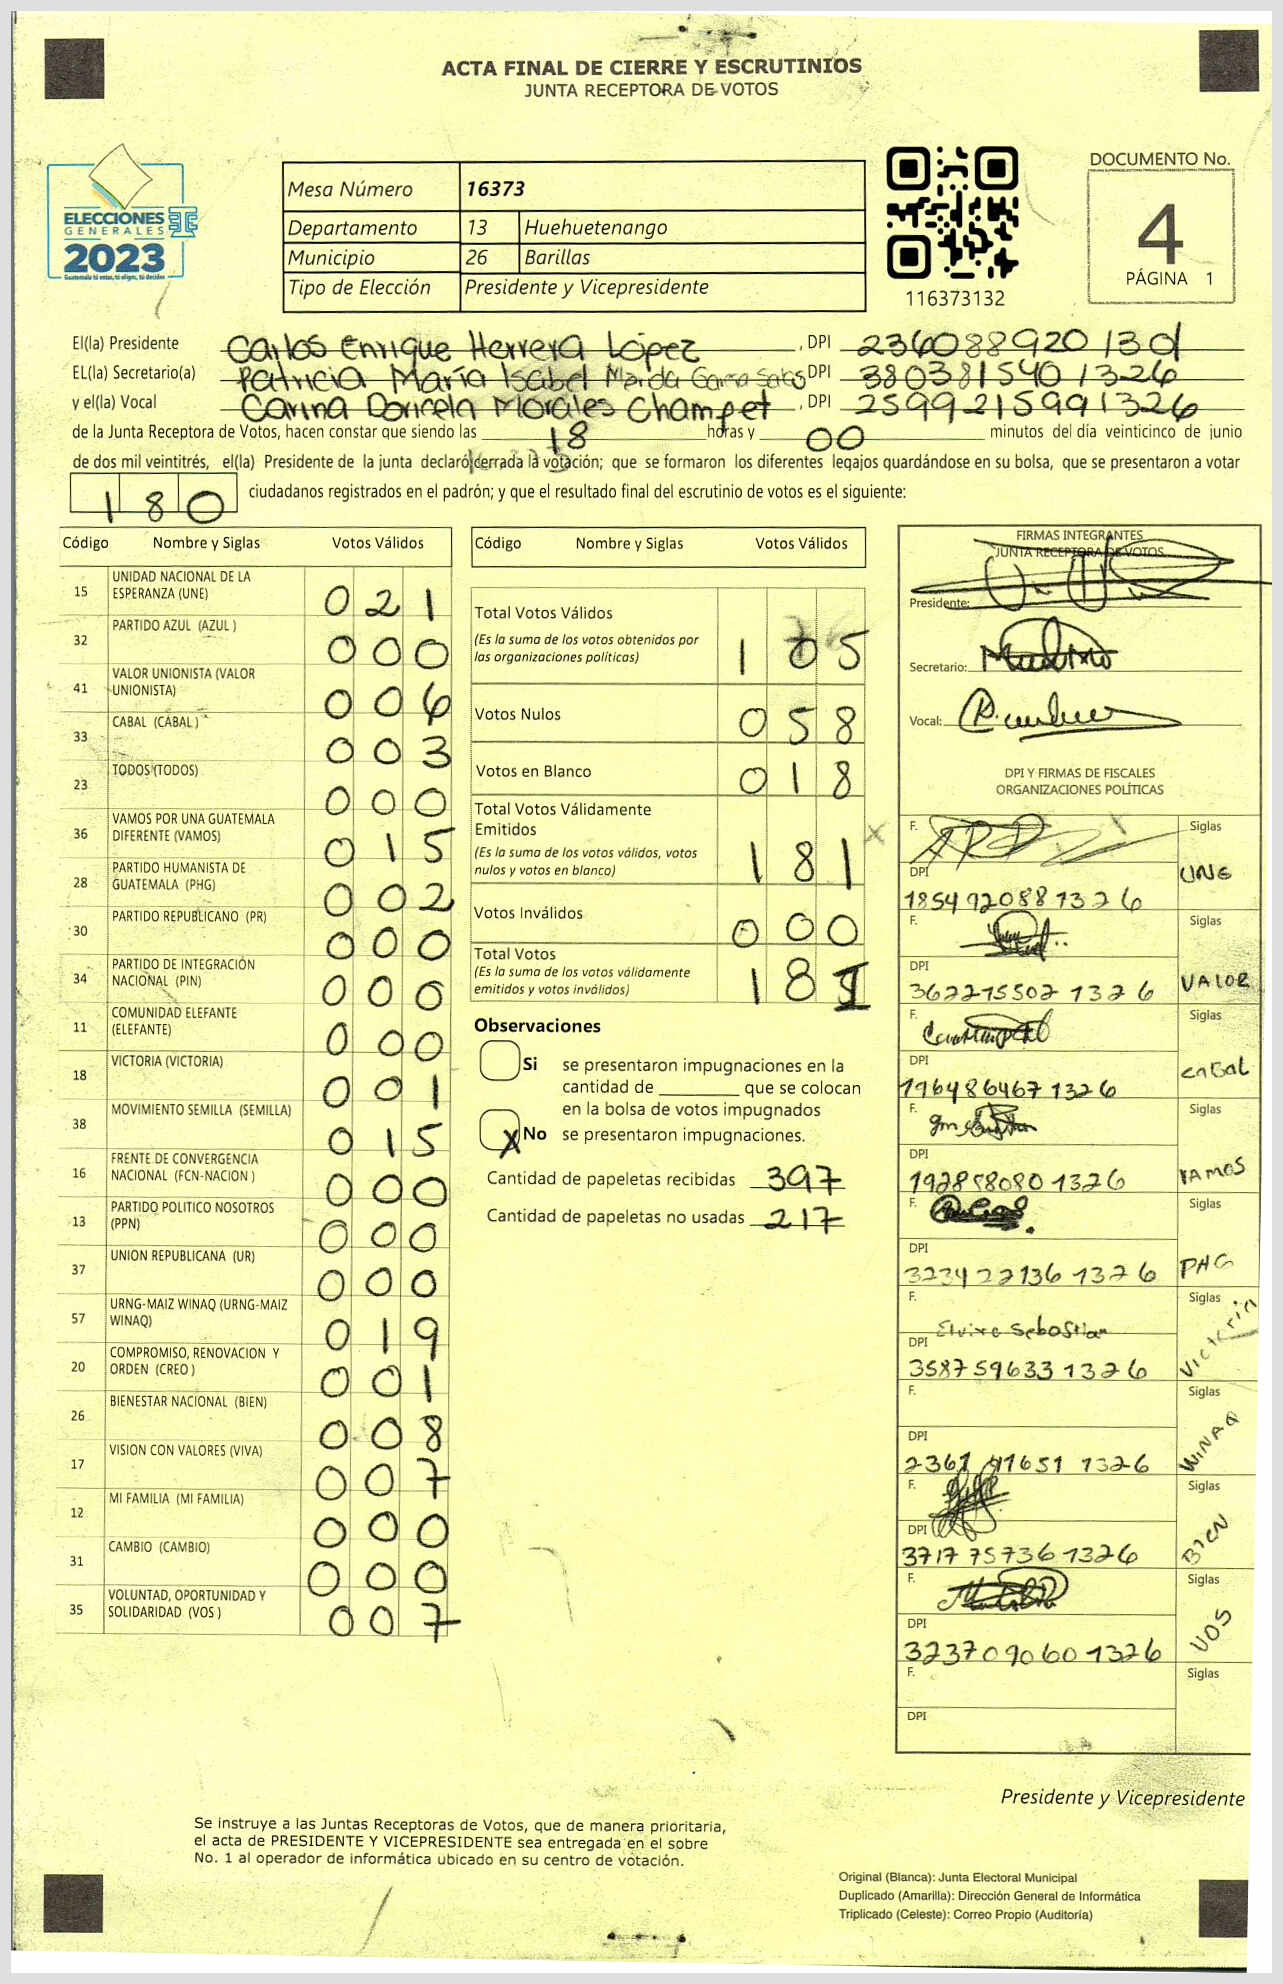 ACTA FINAL DE CIERRE Y ESCRUTINIOS
JUNTA RECEPTORA DE VOTOS
ELECCIONES
GENERALES
2023
Guatemala tú votas, tú eliges, tú decides
Mesa Número 16373
Departamento 13 Huehuetenango
Municipio 26 Barillas
Tipo de Elección Presidente y Vicepresidente
116373132
DOCUMENTO No.
4
PÁGINA 1
El(la) Presidente Carlos Enrique Herrera López , DPI 2360889201301
EL(la) Secretario(a) Patricia María Isabel Marda Garcia Salas DPI 3803815401326
y el(la) Vocal Carina Doricela Morales Champet , DPI 2599215991326
de la Junta Receptora de Votos, hacen constar que siendo las 18 horas y 00 minutos del día veinticinco de junio
de dos mil veintitrés, el(la) Presidente de la junta declaró cerrada la votación; que se formaron los diferentes legajos guardándose en su bolsa, que se presentaron a votar
180 ciudadanos registrados en el padrón; y que el resultado final del escrutinio de votos es el siguiente:
Código Nombre y Siglas Votos Válidos
15 UNIDAD NACIONAL DE LA ESPERANZA (UNE) 021
32 PARTIDO AZUL (AZUL ) 000
41 VALOR UNIONISTA (VALOR UNIONISTA) 006
33 CABAL (CABAL ) 003
23 TODOS (TODOS) 000
36 VAMOS POR UNA GUATEMALA DIFERENTE (VAMOS) 015
28 PARTIDO HUMANISTA DE GUATEMALA (PHG) 002
30 PARTIDO REPUBLICANO (PR) 000
34 PARTIDO DE INTEGRACIÓN NACIONAL (PIN) 000
11 COMUNIDAD ELEFANTE (ELEFANTE) 000
18 VICTORIA (VICTORIA) 001
38 MOVIMIENTO SEMILLA (SEMILLA) 015
16 FRENTE DE CONVERGENCIA NACIONAL (FCN-NACION ) 000
13 PARTIDO POLITICO NOSOTROS (PPN) 000
37 UNION REPUBLICANA (UR) 000
57 URNG-MAIZ WINAQ (URNG-MAIZ WINAQ) 019
20 COMPROMISO, RENOVACION Y ORDEN (CREO ) 001
26 BIENESTAR NACIONAL (BIEN) 008
17 VISION CON VALORES (VIVA) 007
12 MI FAMILIA (MI FAMILIA) 000
31 CAMBIO (CAMBIO) 000
35 VOLUNTAD, OPORTUNIDAD Y SOLIDARIDAD (VOS ) 007
Código Nombre y Siglas Votos Válidos
Total Votos Válidos 105
(Es la suma de los votos obtenidos por
las organizaciones políticas)
Votos Nulos 058
Votos en Blanco 018
Total Votos Válidamente
Emitidos 181
(Es la suma de los votos válidos, votos
nulos y votos en blanco)
Votos Inválidos 000
Total Votos 181
(Es la suma de los votos válidamente
emitidos y votos inválidos)
Observaciones
Si se presentaron impugnaciones en la
cantidad de ________ que se colocan
en la bolsa de votos impugnados
X No se presentaron impugnaciones.
Cantidad de papeletas recibidas 397
Cantidad de papeletas no usadas 217
FIRMAS INTEGRANTES
JUNTA RECEPTORA DE VOTOS
Presidente:
Secretario:
Vocal:
DPI Y FIRMAS DE FISCALES
ORGANIZACIONES POLÍTICAS
F. Siglas
DPI UNE
1854920881326
F. Siglas
DPI VALOR
3622155021326
F. Siglas
DPI CABAL
1964864671326
F. Siglas
DPI VAMOS
1928580801326
F. Siglas
DPI PHG
3234221361326
F. Elvira Sebastian Siglas
DPI Victoria
3587596331326
F. Siglas
DPI WINAQ
2361 41651 1326
F. Siglas
DPI BIEN
3717757361326
F. Siglas
DPI VOS
3237090601326
F. Siglas
DPI
Presidente y Vicepresidente
Se instruye a las Juntas Receptoras de Votos, que de manera prioritaria,
el acta de PRESIDENTE Y VICEPRESIDENTE sea entregada en el sobre
No. 1 al operador de informática ubicado en su centro de votación.
Original (Blanca): Junta Electoral Municipal
Duplicado (Amarilla): Dirección General de Informática
Triplicado (Celeste): Correo Propio (Auditoría)